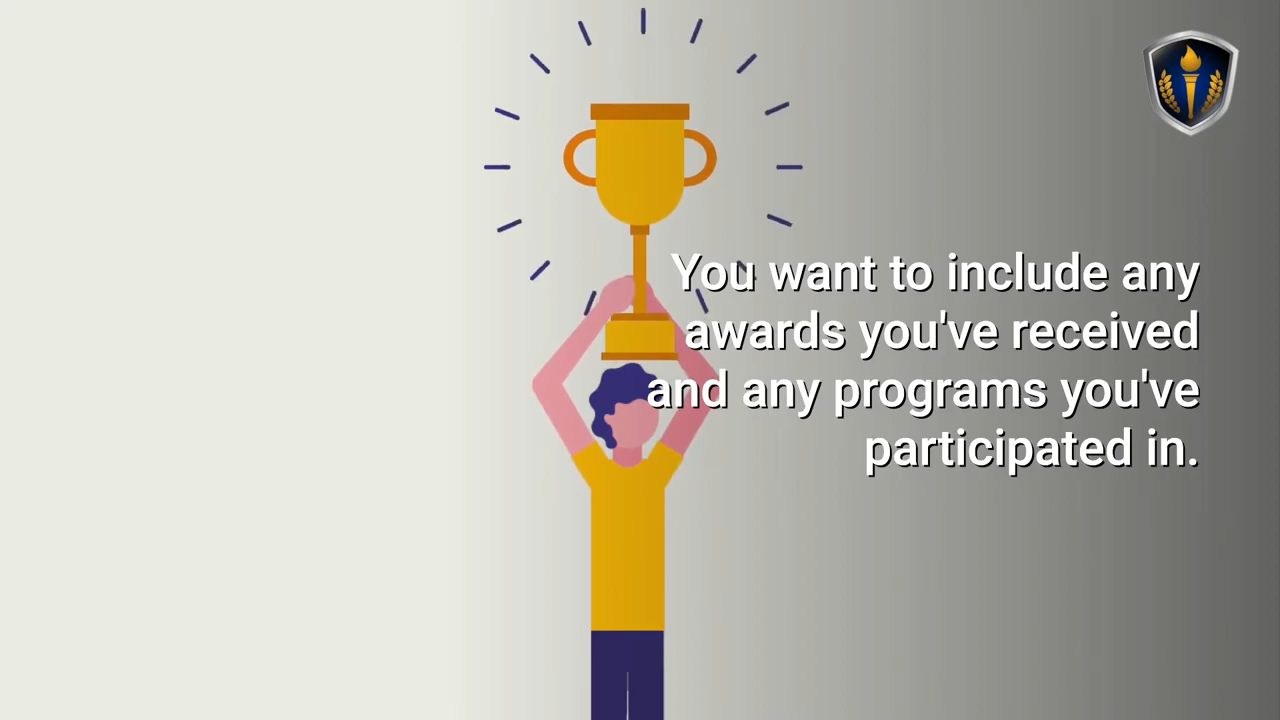 You want to include any
awards you've received
and any programs you've
participated in.